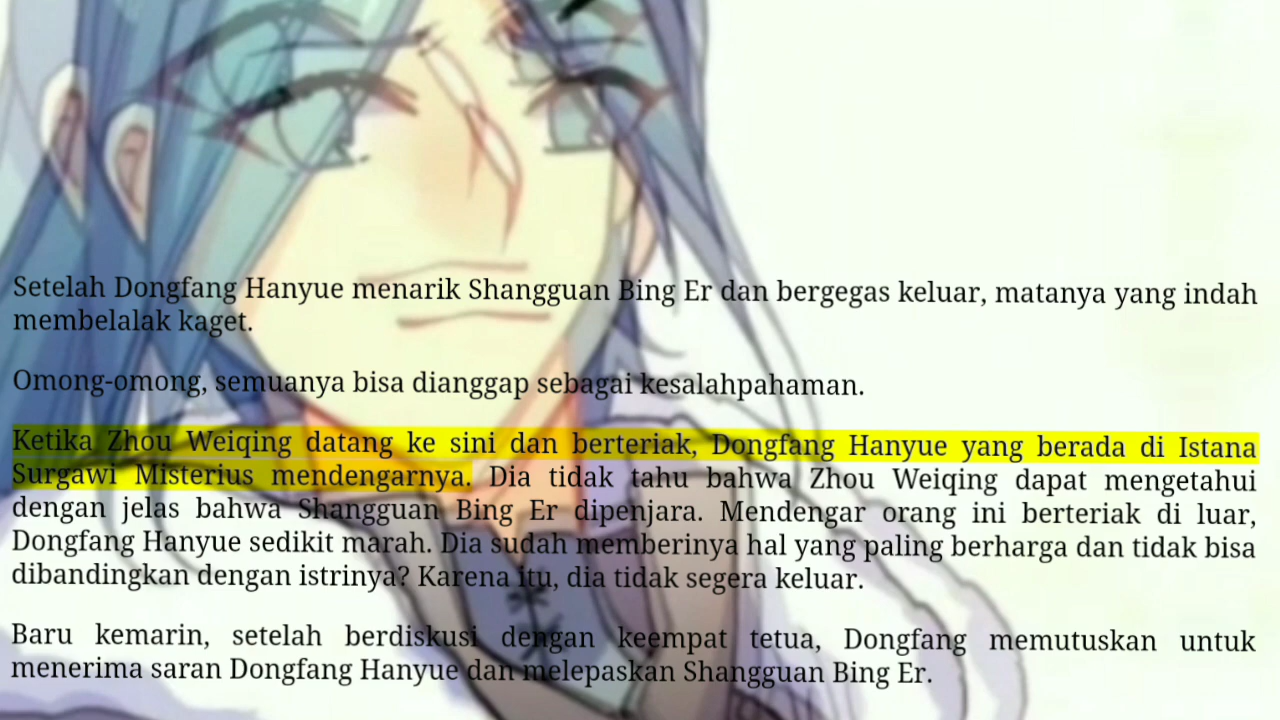 Setelah Dongfang Hanyue menarik Shangguan Bing Er dan bergegas keluar, matanya yang indah
membelalak kaget.
Omong-omong, semuanya bisa dianggap sebagai kesalahpahaman.
Ketika Zhou Weiqing datang ke sini dan berteriak, Dongfang Hanyue yang berada di Istana
Surgawi Misterius mendengarnya. Dia tidak tahu bahwa Zhou Weiqing dapat mengetahui
dengan jelas bahwa Shangguan Bing Er dipenjara. Mendengar orang ini berteriak di luar,
Dongfang Hanyue sedikit marah. Dia sudah memberinya hal yang paling berharga dan tidak bisa
dibandingkan dengan istrinya? Karena itu, dia tidak segera keluar.
Baru kemarin, setelah berdiskusi dengan keempat tetua, Dongfang memutuskan untuk
menerima saran Dongfang Hanyue dan melepaskan Shangguan Bing Er.